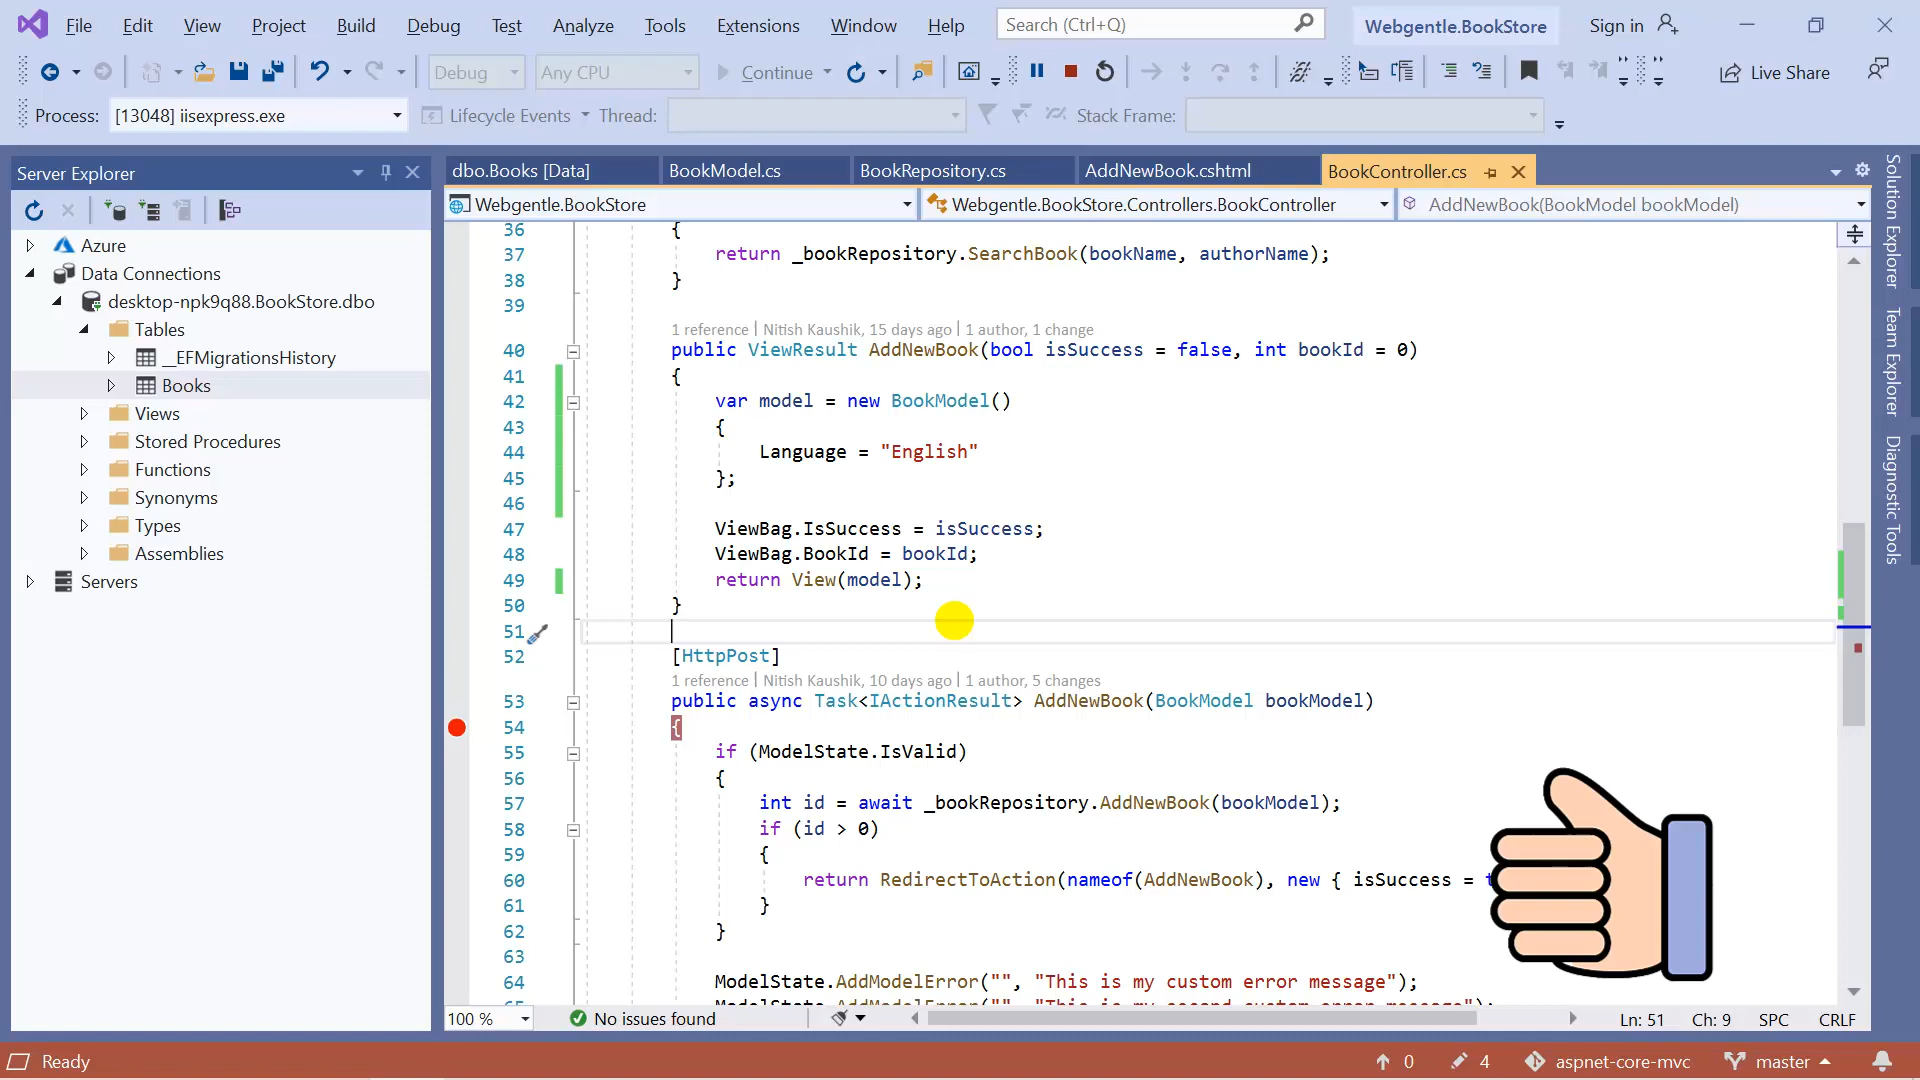 File Edit View Project Build Debug Test Analyze Tools Extensions Window Help Search (Ctrl+Q) Webgentle.BookStore Sign in
Debug Any CPU Continue Live Share
Process: [13048] iisexpress.exe Lifecycle Events Thread: Stack Frame:
Server Explorer
Azure
Data Connections
desktop-npk9q88.BookStore.dbo
Tables
__EFMigrationsHistory
Books
Views
Stored Procedures
Functions
Synonyms
Types
Assemblies
Servers
dbo.Books [Data] BookModel.cs BookRepository.cs AddNewBook.cshtml BookController.cs
Webgentle.BookStore Webgentle.BookStore.Controllers.BookController AddNewBook(BookModel bookModel)
36 {
37 return _bookRepository.SearchBook(bookName, authorName);
38 }
39
1 reference | Nitish Kaushik, 15 days ago | 1 author, 1 change
40 public ViewResult AddNewBook(bool isSuccess = false, int bookId = 0)
41 {
42 var model = new BookModel()
43 {
44 Language = "English"
45 };
46
47 ViewBag.IsSuccess = isSuccess;
48 ViewBag.BookId = bookId;
49 return View(model);
50 }
51
52 [HttpPost]
1 reference | Nitish Kaushik, 10 days ago | 1 author, 5 changes
53 public async Task<IActionResult> AddNewBook(BookModel bookModel)
54 {
55 if (ModelState.IsValid)
56 {
57 int id = await _bookRepository.AddNewBook(bookModel);
58 if (id > 0)
59 {
60 return RedirectToAction(nameof(AddNewBook), new { isSuccess =
61 }
62 }
63
64 ModelState.AddModelError("", "This is my custom error message");
ModelState.AddModelError("", "This is my second custom error message");
100 % No issues found Ln: 51 Ch: 9 SPC CRLF
Ready 0 4 aspnet-core-mvc master
Solution Explorer
Team Explorer
Diagnostic Tools